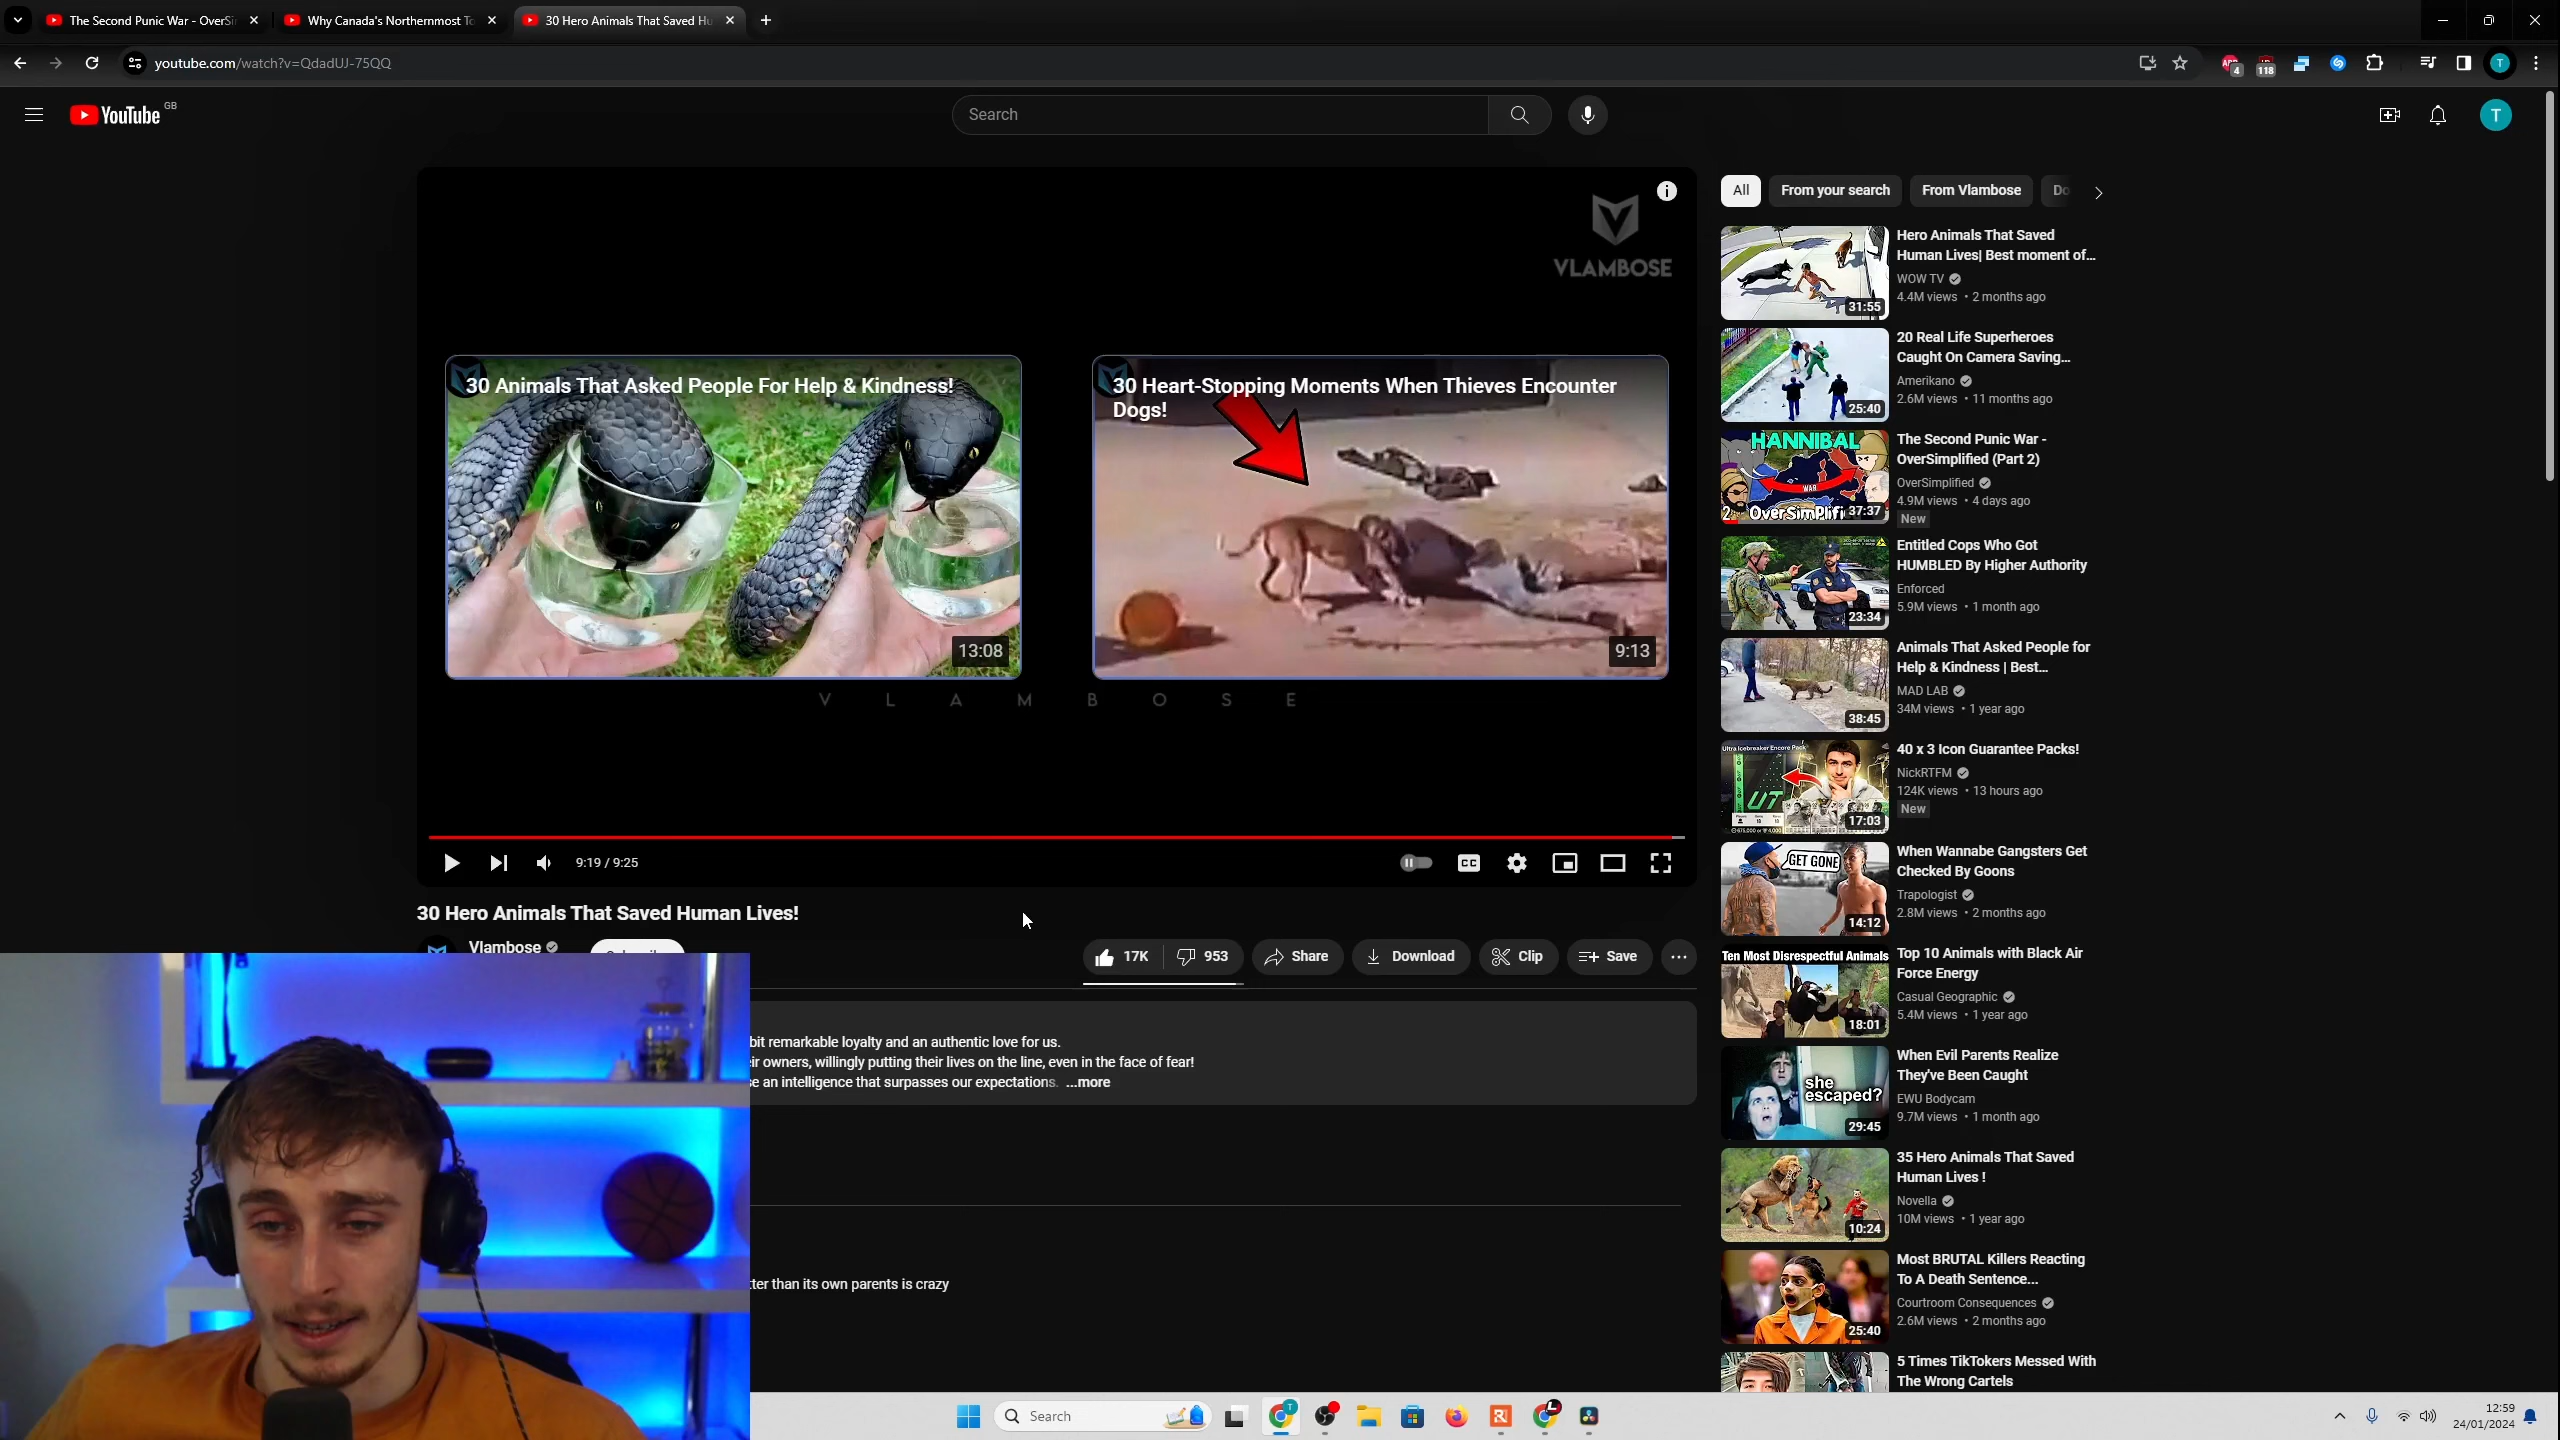 The Second Punic War - OverSi
Why Canada's Northernmost To
30 Hero Animals That Saved Hu
youtube.com/watch?v=QdadUJ-75QQ
4
118
T
YouTube
GB
Search
T
VLAMBOSE
30 Animals That Asked People For Help & Kindness!
13:08
30 Heart-Stopping Moments When Thieves Encounter
Dogs!
9:13
V L A M B O S E
9:19 / 9:25
CC
30 Hero Animals That Saved Human Lives!
Vlambose
17K
953
Share
Download
Clip
Save
bit remarkable loyalty and an authentic love for us.
eir owners, willingly putting their lives on the line, even in the face of fear!
se an intelligence that surpasses our expectations. ...more
tter than its own parents is crazy
All
From your search
From Vlambose
Do
31:55
Hero Animals That Saved
Human Lives| Best moment of...
WOW TV
4.4M views • 2 months ago
25:40
20 Real Life Superheroes
Caught On Camera Saving...
Amerikano
2.6M views • 11 months ago
HANNIBAL
WAR
2 OverSimplifi
37:37
The Second Punic War -
OverSimplified (Part 2)
OverSimplified
4.9M views • 4 days ago
New
23:34
Entitled Cops Who Got
HUMBLED By Higher Authority
Enforced
5.9M views • 1 month ago
38:45
Animals That Asked People for
Help & Kindness | Best...
MAD LAB
34M views • 1 year ago
Ultra Icebreaker Encore Pack
UT
17:03
40 x 3 Icon Guarantee Packs!
NickRTFM
124K views • 13 hours ago
New
GET GONE
14:12
When Wannabe Gangsters Get
Checked By Goons
Trapologist
2.8M views • 2 months ago
Ten Most Disrespectful Animals
18:01
Top 10 Animals with Black Air
Force Energy
Casual Geographic
5.4M views • 1 year ago
she
escaped?
29:45
When Evil Parents Realize
They've Been Caught
EWU Bodycam
9.7M views • 1 month ago
10:24
35 Hero Animals That Saved
Human Lives !
Novella
10M views • 1 year ago
25:40
Most BRUTAL Killers Reacting
To A Death Sentence...
Courtroom Consequences
2.6M views • 2 months ago
5 Times TikTokers Messed With
The Wrong Cartels
Search
12:59
24/01/2024